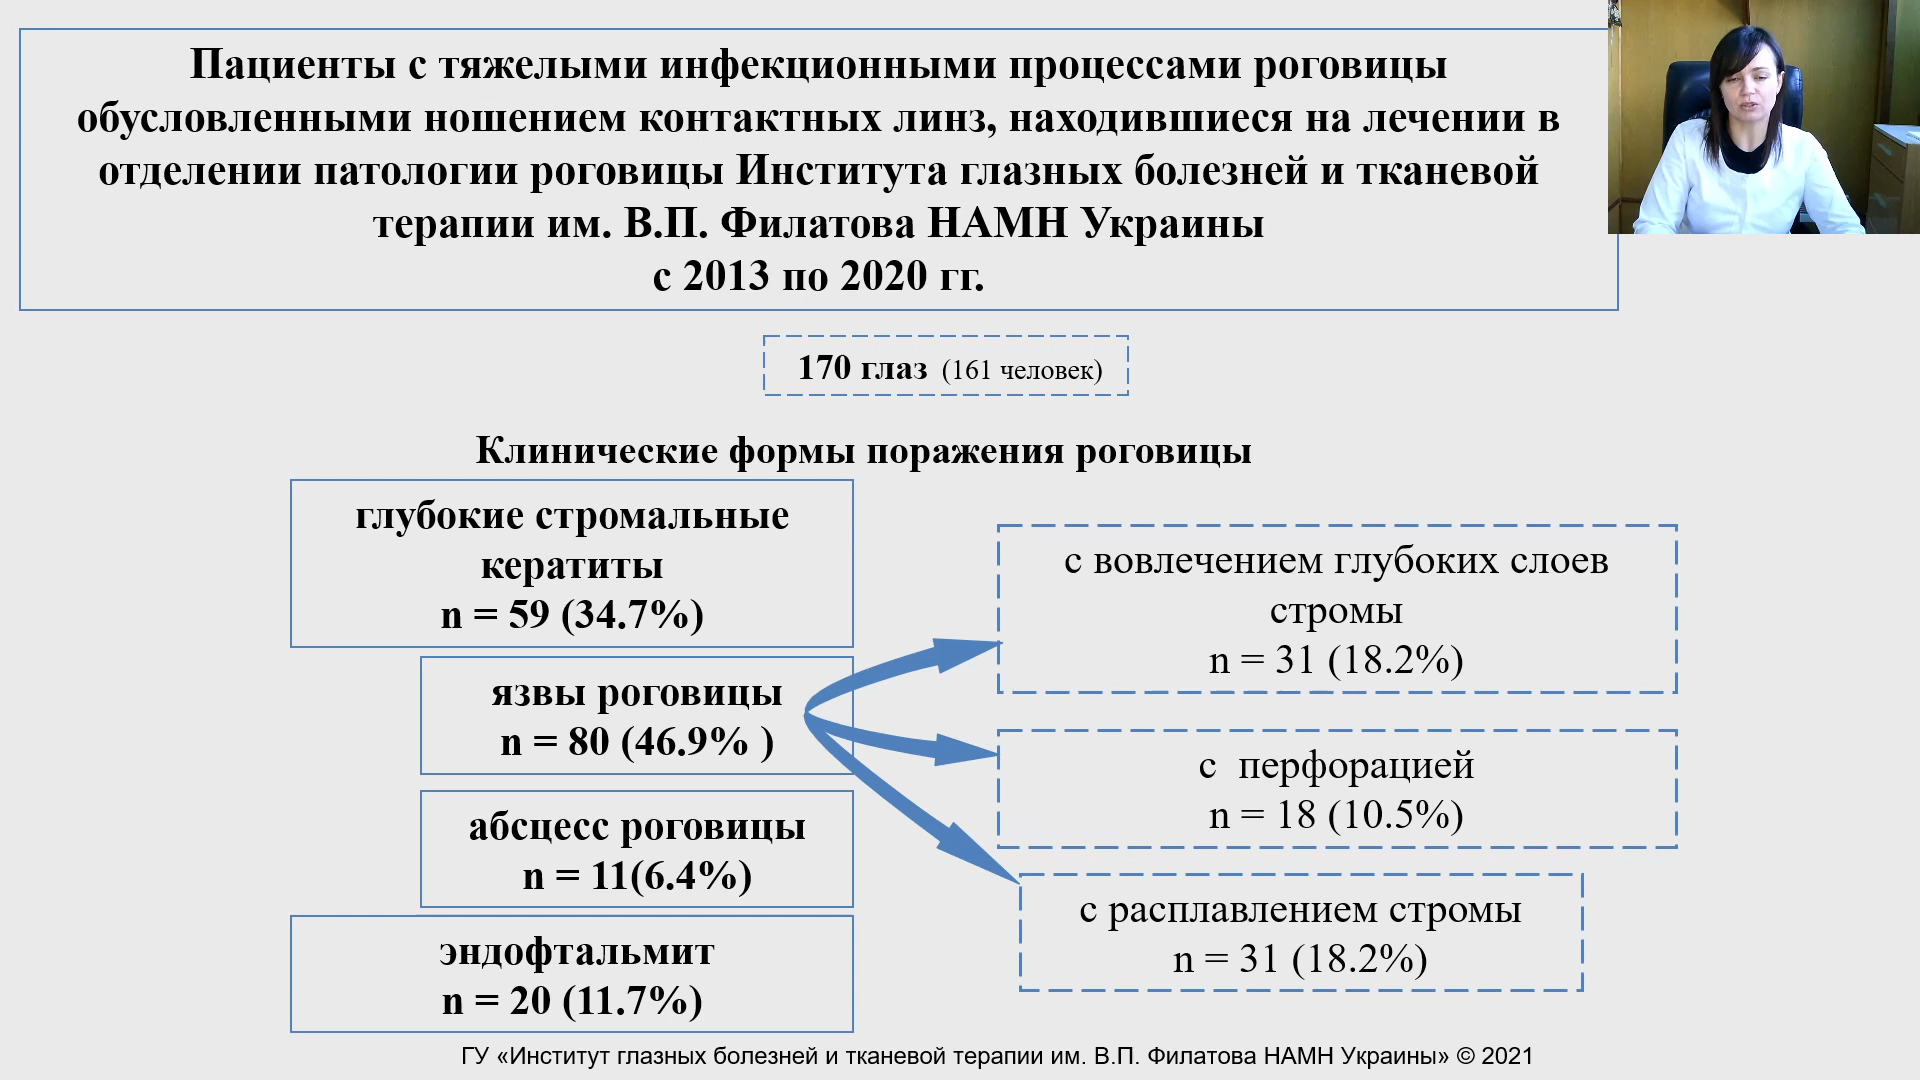 Пациенты с тяжелыми инфекционными процессами роговицы
обусловленными ношением контактных линз, находившиеся на лечении в
отделении патологии роговицы Института глазных болезней и тканевой
терапии им. В.П. Филатова НАМН Украины
с 2013 по 2020 гг.
170 глаз (161 человек)
Клинические формы поражения роговицы
глубокие стромальные
кератиты
n = 59 (34.7%)
язвы роговицы
n = 80 (46.9% )
абсцесс роговицы
n = 11(6.4%)
эндофтальмит
n = 20 (11.7%)
с вовлечением глубоких слоев
стромы
n = 31 (18.2%)
с перфорацией
n = 18 (10.5%)
с расплавлением стромы
n = 31 (18.2%)
ГУ «Институт глазных болезней и тканевой терапии им. В.П. Филатова НАМН Украины» © 2021